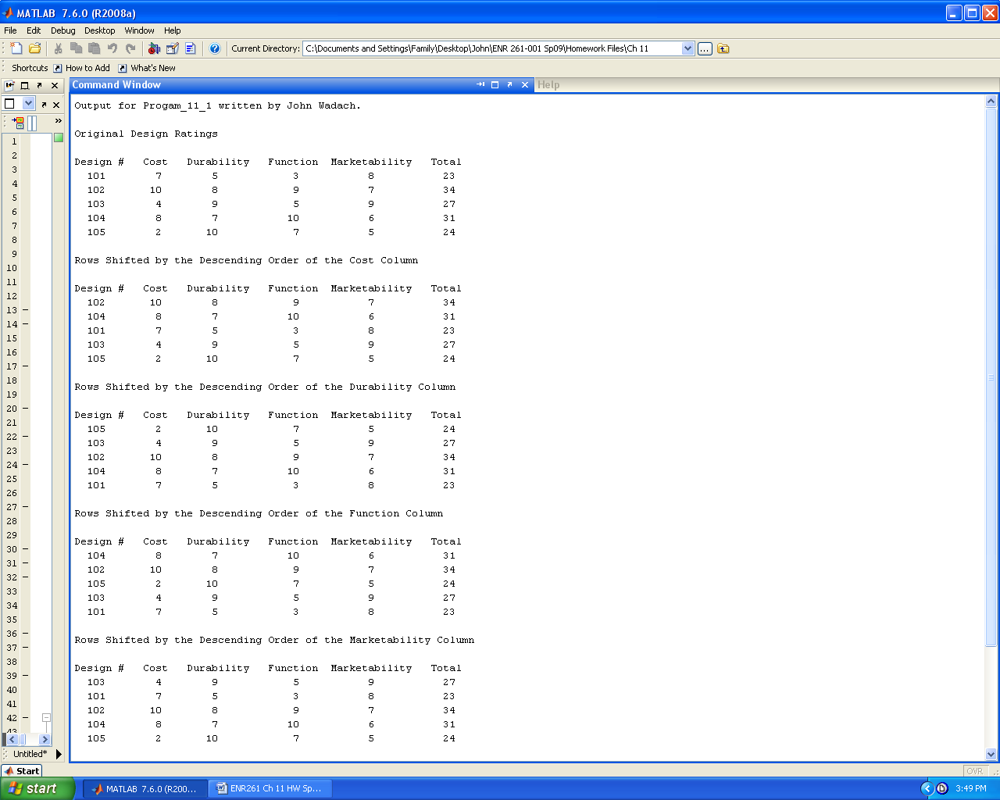 MATLAB 7.6.0 (R2008a)
File Edit Debug Desktop Window Help
Current Directory: C:\Documents and Settings\Family\Desktop\John\ENR 261-001 Sp09\Homework Files\Ch 11 ...
Shortcuts How to Add What's New
Command Window Help
Output for Progam_11_1 written by John Wadach.
Original Design Ratings
Design # Cost Durability Function Marketability Total
101 7 5 3 8 23
102 10 8 9 7 34
103 4 9 5 9 27
104 8 7 10 6 31
105 2 10 7 5 24
Rows Shifted by the Descending Order of the Cost Column
Design # Cost Durability Function Marketability Total
102 10 8 9 7 34
104 8 7 10 6 31
101 7 5 3 8 23
103 4 9 5 9 27
105 2 10 7 5 24
Rows Shifted by the Descending Order of the Durability Column
Design # Cost Durability Function Marketability Total
105 2 10 7 5 24
103 4 9 5 9 27
102 10 8 9 7 34
104 8 7 10 6 31
101 7 5 3 8 23
Rows Shifted by the Descending Order of the Function Column
Design # Cost Durability Function Marketability Total
104 8 7 10 6 31
102 10 8 9 7 34
105 2 10 7 5 24
103 4 9 5 9 27
101 7 5 3 8 23
Rows Shifted by the Descending Order of the Marketability Column
Design # Cost Durability Function Marketability Total
103 4 9 5 9 27
101 7 5 3 8 23
102 10 8 9 7 34
104 8 7 10 6 31
105 2 10 7 5 24
1
2
3
4
5
6
7
8
9
10
11
12
13 –
14 –
15
16
17 –
18
19
20 –
21
22 –
23
24 –
25
26
27 –
28
29
30 –
31 –
32 –
33
34
35
36 –
37 –
38
39 –
40
41
42 –
43
Untitled*
Start OVR
start MATLAB 7.6.0 (R200... ENR261 Ch 11 HW Sp... 3:49 PM